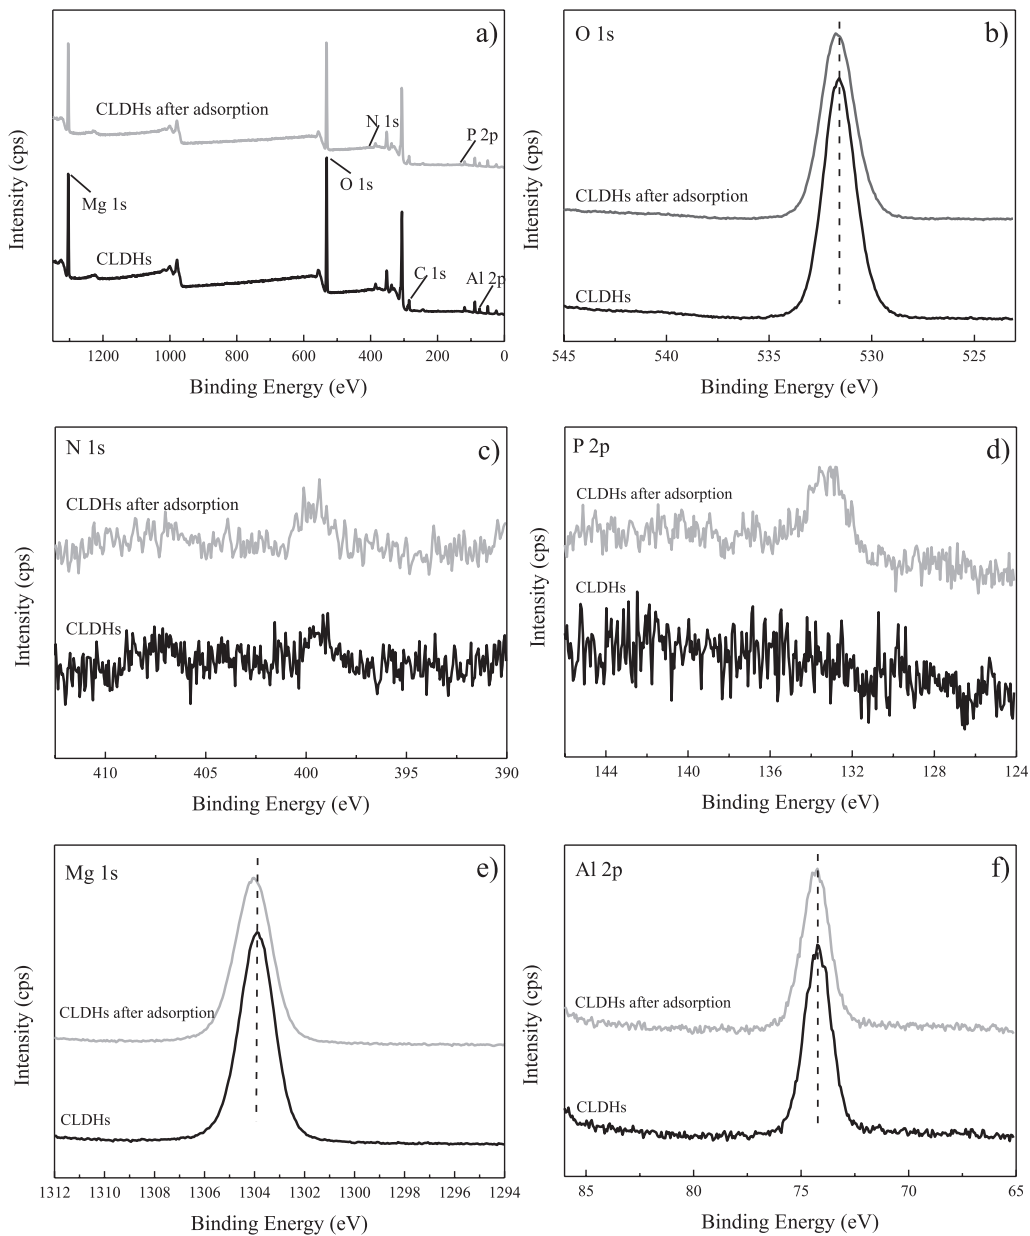 a)
CLDHs after adsorption
N 1s
P 2p
Mg 1s
O 1s
CLDHs
C 1s
Al 2p
Intensity (cps)
1200 1000 800 600 400 200 0
Binding Energy (eV)
O 1s
b)
CLDHs after adsorption
CLDHs
Intensity (cps)
545 540 535 530 525
Binding Energy (eV)
N 1s
c)
CLDHs after adsorption
CLDHs
Intensity (cps)
410 405 400 395 390
Binding Energy (eV)
P 2p
d)
CLDHs after adsorption
CLDHs
Intensity (cps)
144 140 136 132 128 124
Binding Energy (eV)
Mg 1s
e)
CLDHs after adsorption
CLDHs
Intensity (cps)
1312 1310 1308 1306 1304 1302 1300 1298 1296 1294
Binding Energy (eV)
Al 2p
f)
CLDHs after adsorption
CLDHs
Intensity (cps)
85 80 75 70 65
Binding Energy (eV)